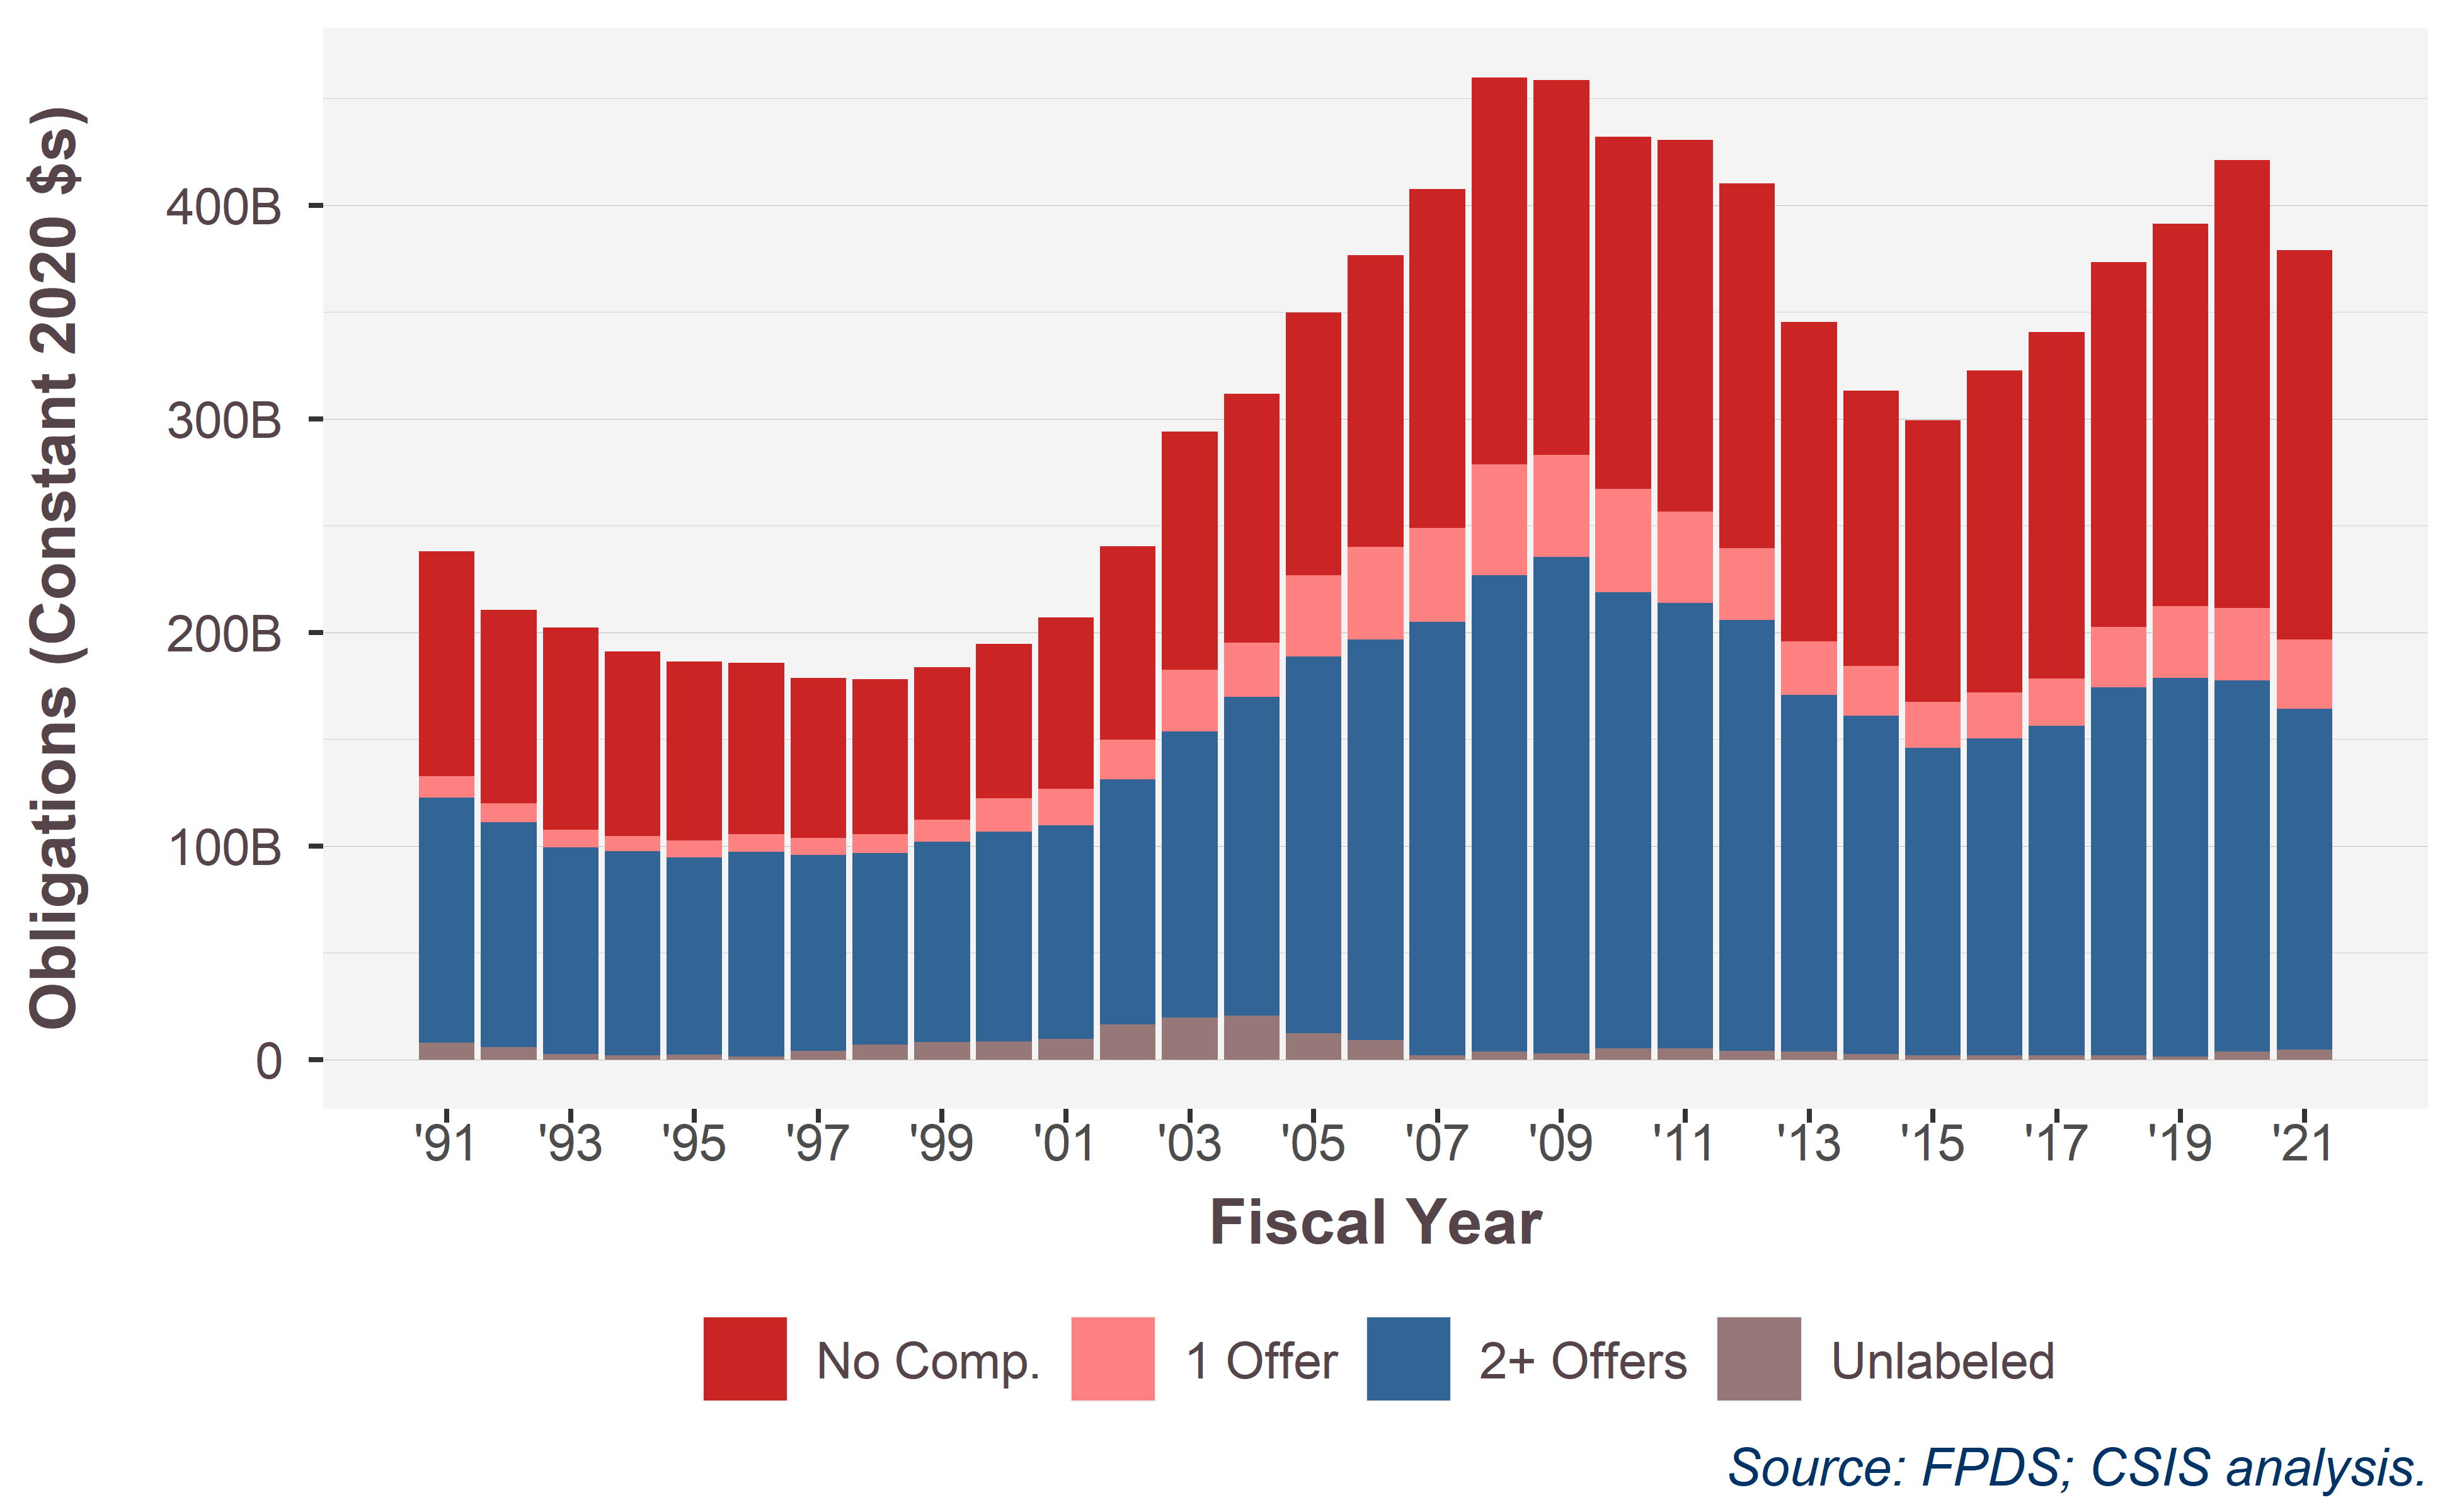 Obligations (Constant 2020 $s)
400B
300B
200B
100B
0
'91 '93 '95 '97 '99 '01 '03 '05 '07 '09 '11 '13 '15 '17 '19 '21
Fiscal Year
No Comp. 1 Offer 2+ Offers Unlabeled
Source: FPDS; CSIS analysis.